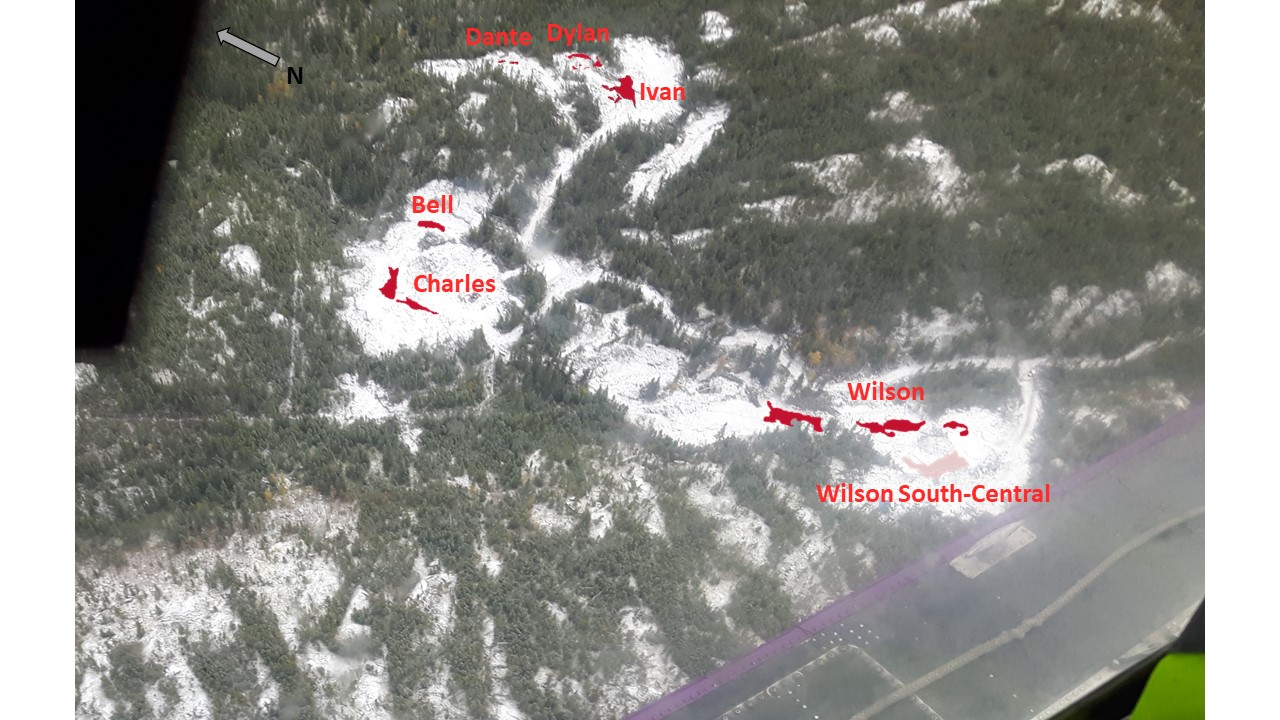 Dante Dylan
N
Ivan
Bell
Charles
Wilson
Wilson South-Central